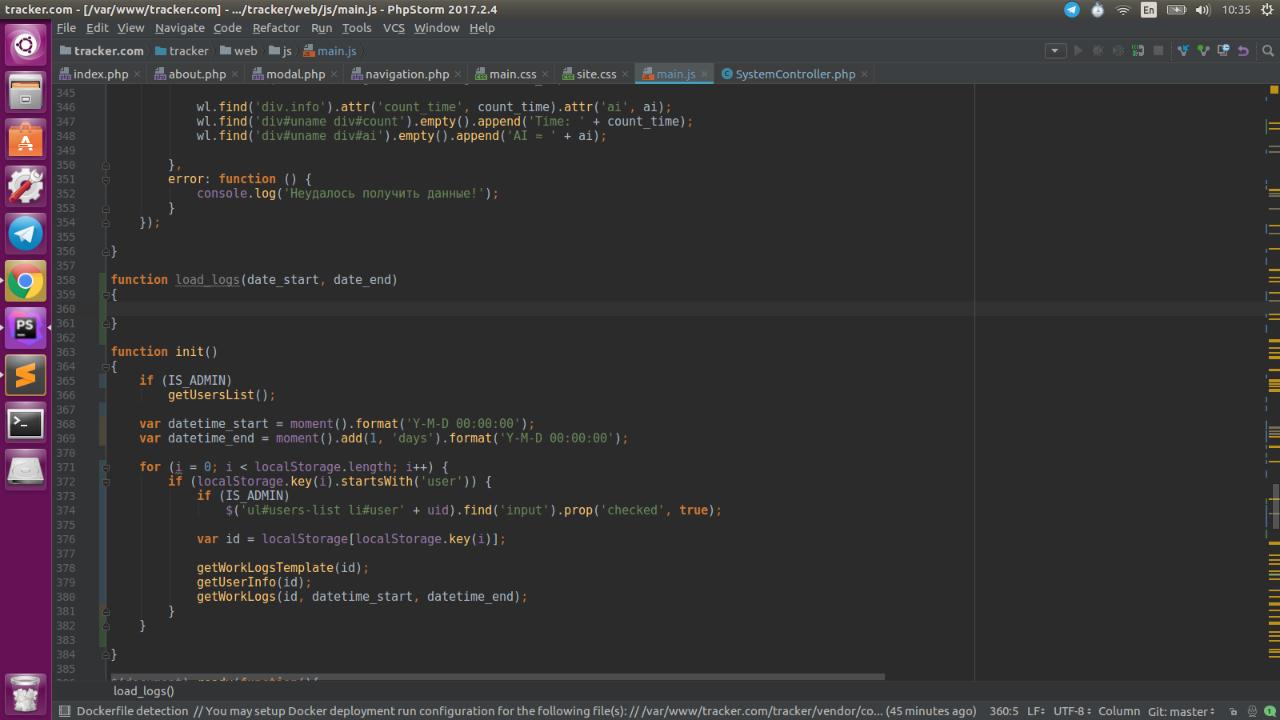 tracker.com - [/var/www/tracker.com] - .../tracker/web/js/main.js - PhpStorm 2017.2.4
En
10:35
File Edit View Navigate Code Refactor Run Tools VCS Window Help
tracker.com tracker web js main.js
index.php about.php modal.php navigation.php main.css site.css main.js SystemController.php
345
346 wl.find('div.info').attr('count_time', count_time).attr('ai', ai);
347 wl.find('div#uname div#count').empty().append('Time: ' + count_time);
348 wl.find('div#uname div#ai').empty().append('AI ≈ ' + ai);
349
350 },
351 error: function () {
352 console.log('Неудалось получить данные!');
353 }
354 });
355
356 }
357
358 function load_logs(date_start, date_end)
359 {
360
361 }
362
363 function init()
364 {
365 if (IS_ADMIN)
366 getUsersList();
367
368 var datetime_start = moment().format('Y-M-D 00:00:00');
369 var datetime_end = moment().add(1, 'days').format('Y-M-D 00:00:00');
370
371 for (i = 0; i < localStorage.length; i++) {
372 if (localStorage.key(i).startsWith('user')) {
373 if (IS_ADMIN)
374 $('ul#users-list li#user' + uid).find('input').prop('checked', true);
375
376 var id = localStorage[localStorage.key(i)];
377
378 getWorkLogsTemplate(id);
379 getUserInfo(id);
380 getWorkLogs(id, datetime_start, datetime_end);
381 }
382 }
383
384 }
385
$(document).ready(function(){
load_logs()
Dockerfile detection // You may setup Docker deployment run configuration for the following file(s): // /var/www/tracker.com/tracker/vendor/co... (45 minutes ago) 360:5 LF UTF-8 Column Git: master 1